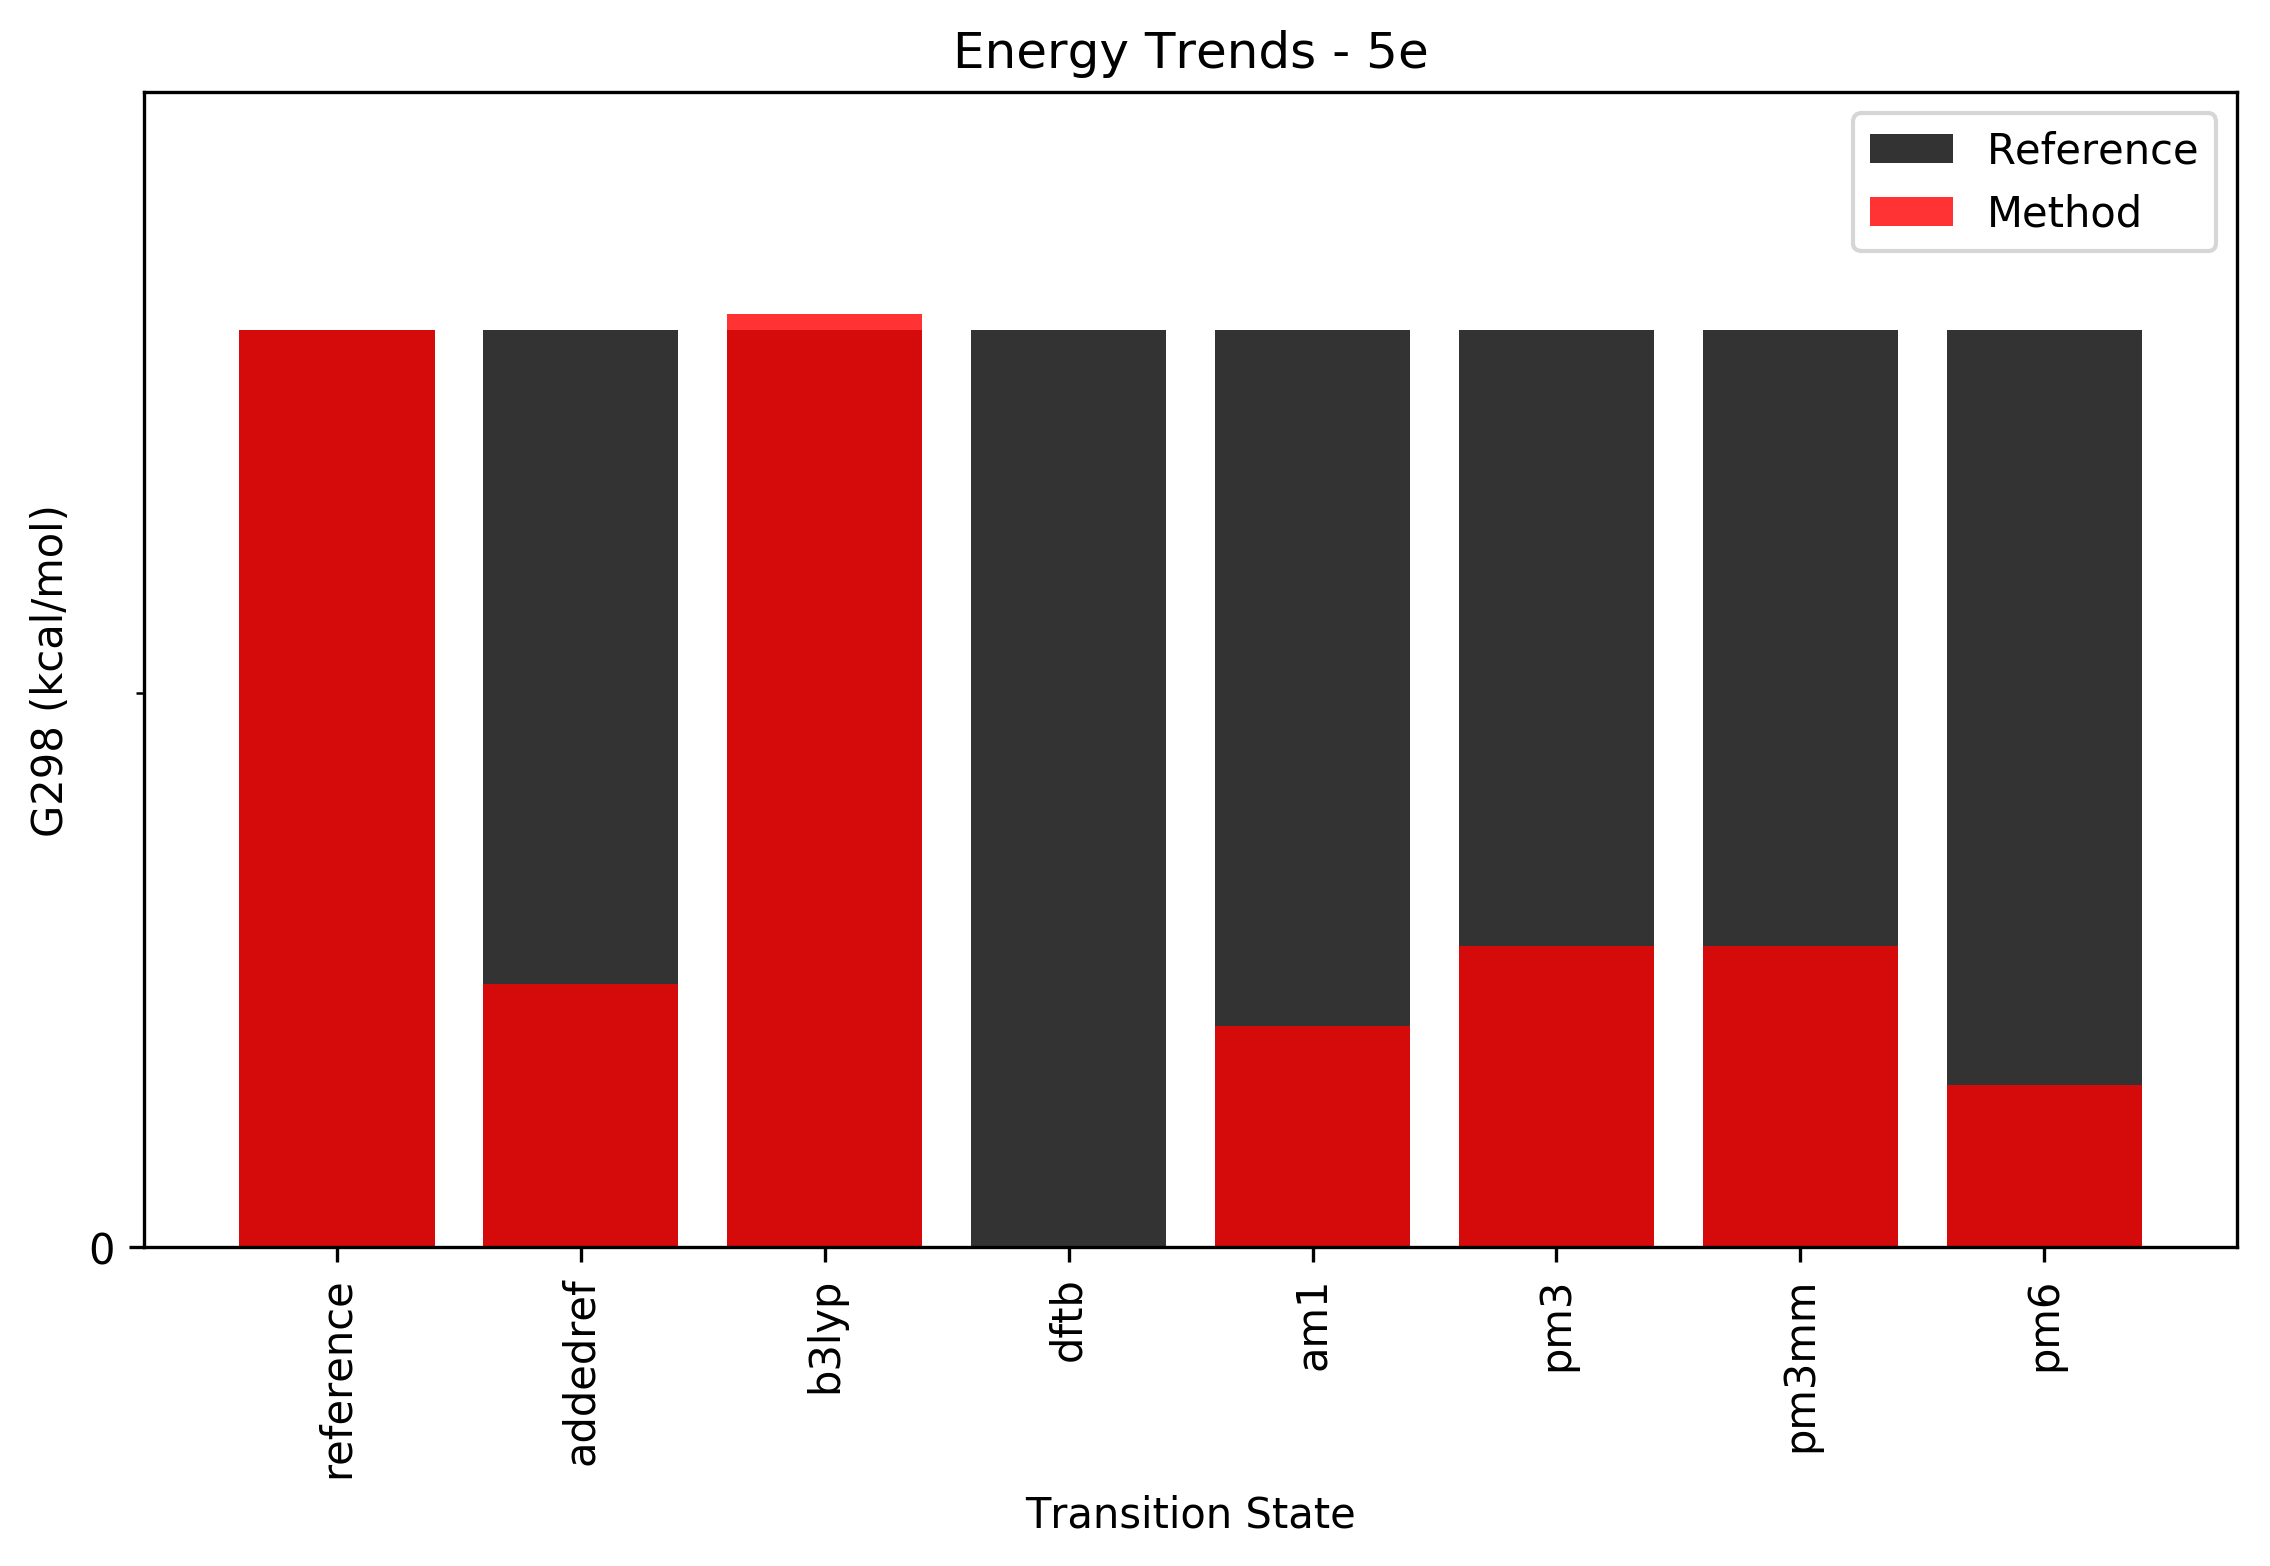 Energy Trends - 5e
Reference
Method
G298 (kcal/mol)
0
reference
addedref
b3lyp
dftb
am1
pm3
pm3mm
pm6
Transition State